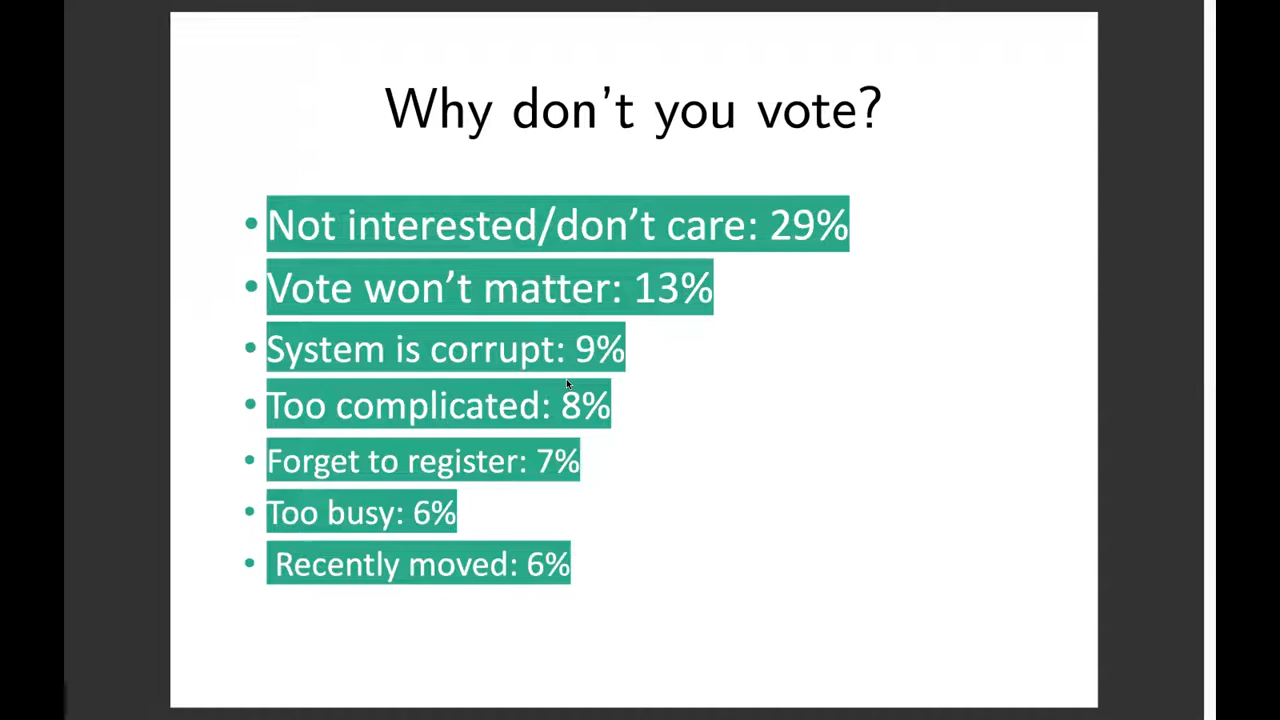 Why don't you vote?
• Not interested/don’t care: 29%
• Vote won’t matter: 13%
• System is corrupt: 9%
• Too complicated: 8%
• Forget to register: 7%
• Too busy: 6%
• Recently moved: 6%